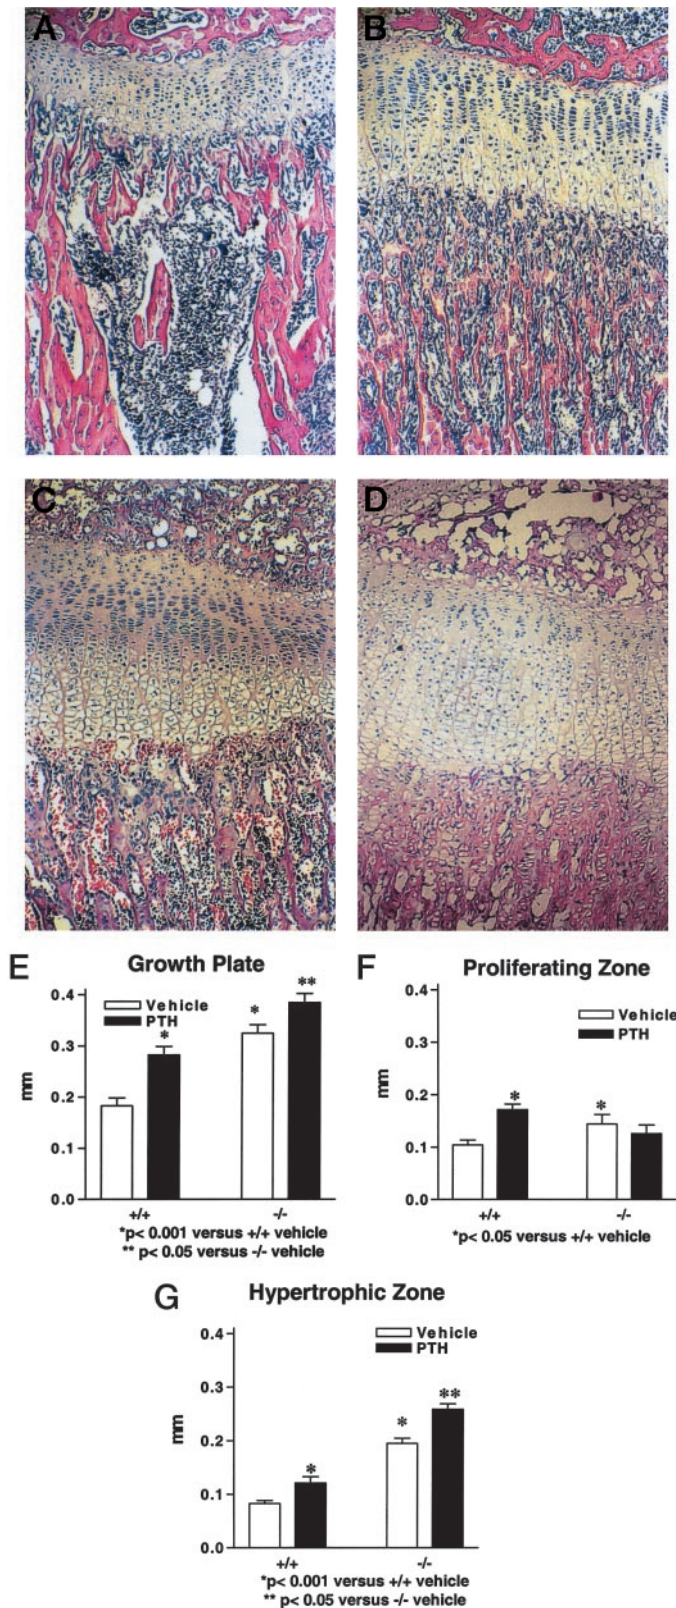 A
B
C
D
E
Growth Plate
Vehicle
PTH
mm
0.4
0.3
0.2
0.1
0.0
*
*
**
+/+
-/-
*p< 0.001 versus +/+ vehicle
** p< 0.05 versus -/- vehicle
F
Proliferating Zone
Vehicle
PTH
mm
0.4
0.3
0.2
0.1
0.0
*
*
+/+
-/-
*p< 0.05 versus +/+ vehicle
G
Hypertrophic Zone
Vehicle
PTH
mm
0.4
0.3
0.2
0.1
0.0
*
*
**
+/+
-/-
*p< 0.001 versus +/+ vehicle
** p< 0.05 versus -/- vehicle